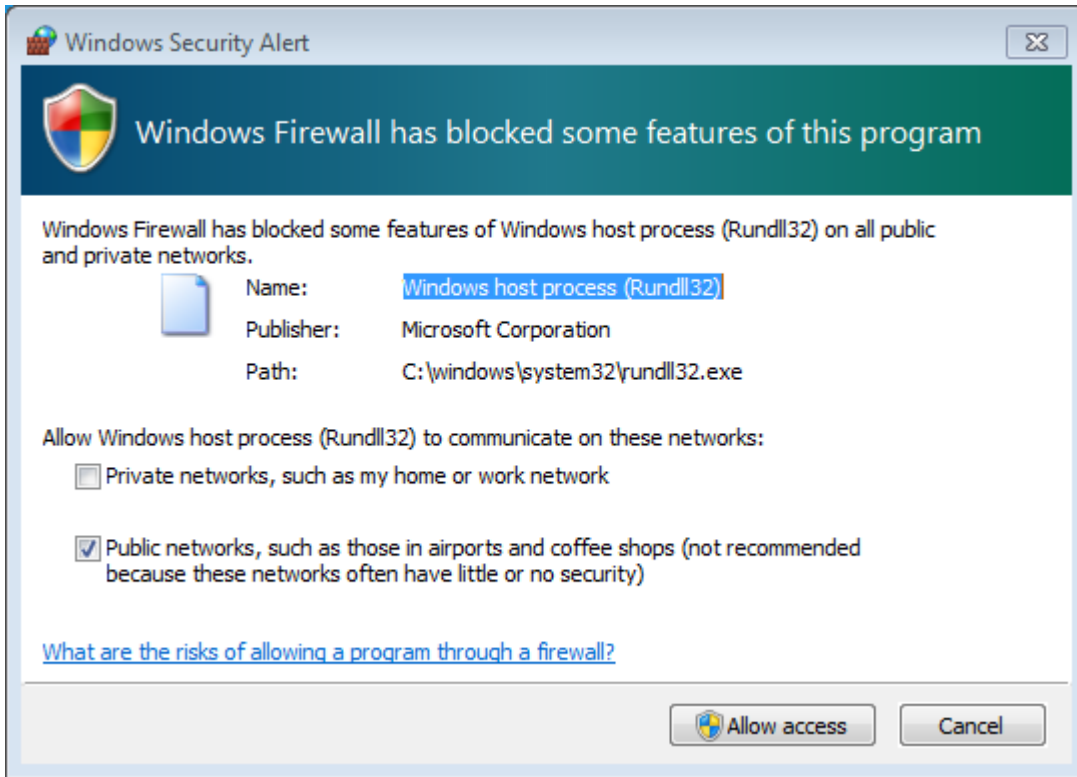 Windows Security Alert
Windows Firewall has blocked some features of this program
Windows Firewall has blocked some features of Windows host process (Rundll32) on all public
and private networks.
Name: Windows host process (Rundll32)
Publisher: Microsoft Corporation
Path: C:\windows\system32\rundll32.exe
Allow Windows host process (Rundll32) to communicate on these networks:
Private networks, such as my home or work network
Public networks, such as those in airports and coffee shops (not recommended
because these networks often have little or no security)
What are the risks of allowing a program through a firewall?
Allow access Cancel